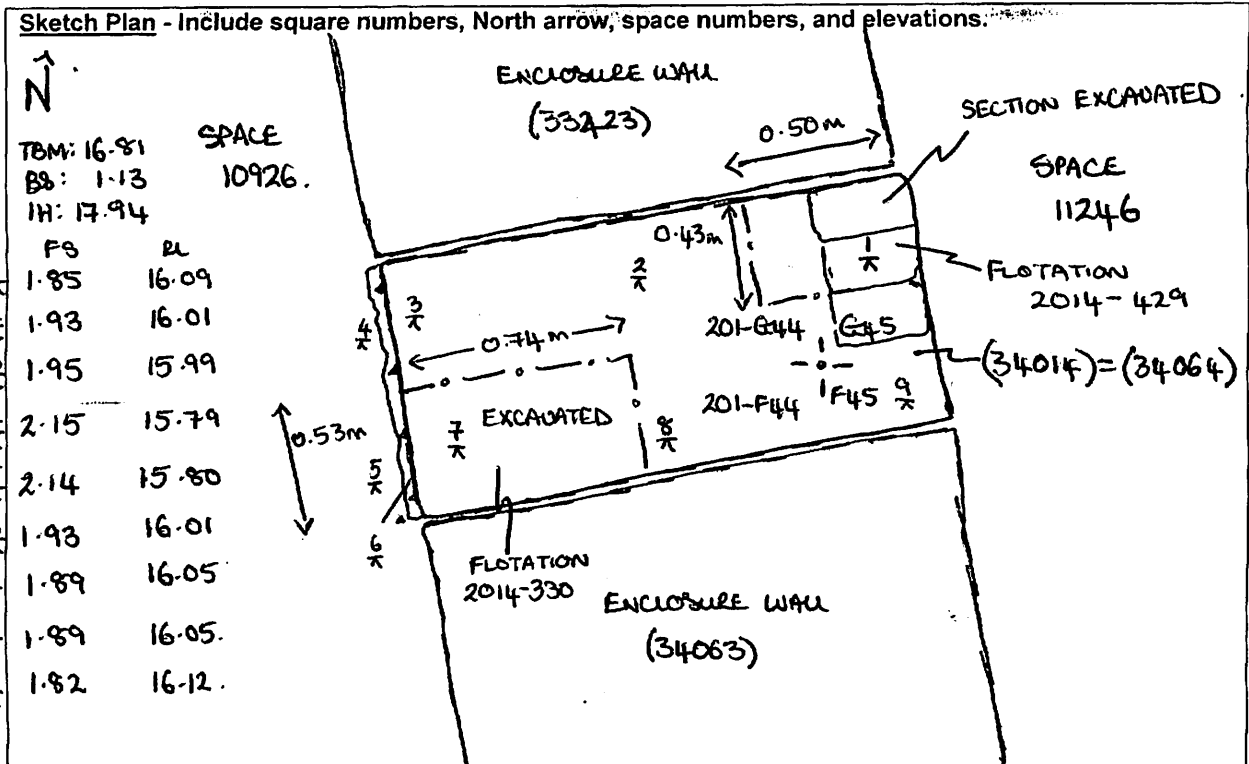 Sketch Plan - Include square numbers, North arrow, space numbers, and elevations.
N
TBM: 16.81
BS: 1.13
IH: 17.94
SPACE
10926.
FS RL
1.85 16.09
1.93 16.01
1.95 15.99
2.15 15.79
2.14 15.80
1.93 16.01
1.89 16.05
1.89 16.05.
1.82 16.12.
ENCLOSURE WALL
(33423)
0.50m
SECTION EXCAVATED
SPACE
11246
0.43m
1
2
3
4
FLOTATION
2014-429
0.74m
201-G44 G45
(34014)=(34064)
201-F44 F45
9
EXCAVATED
7
8
0.53m
5
6
FLOTATION
2014-330
ENCLOSURE WALL
(34063)